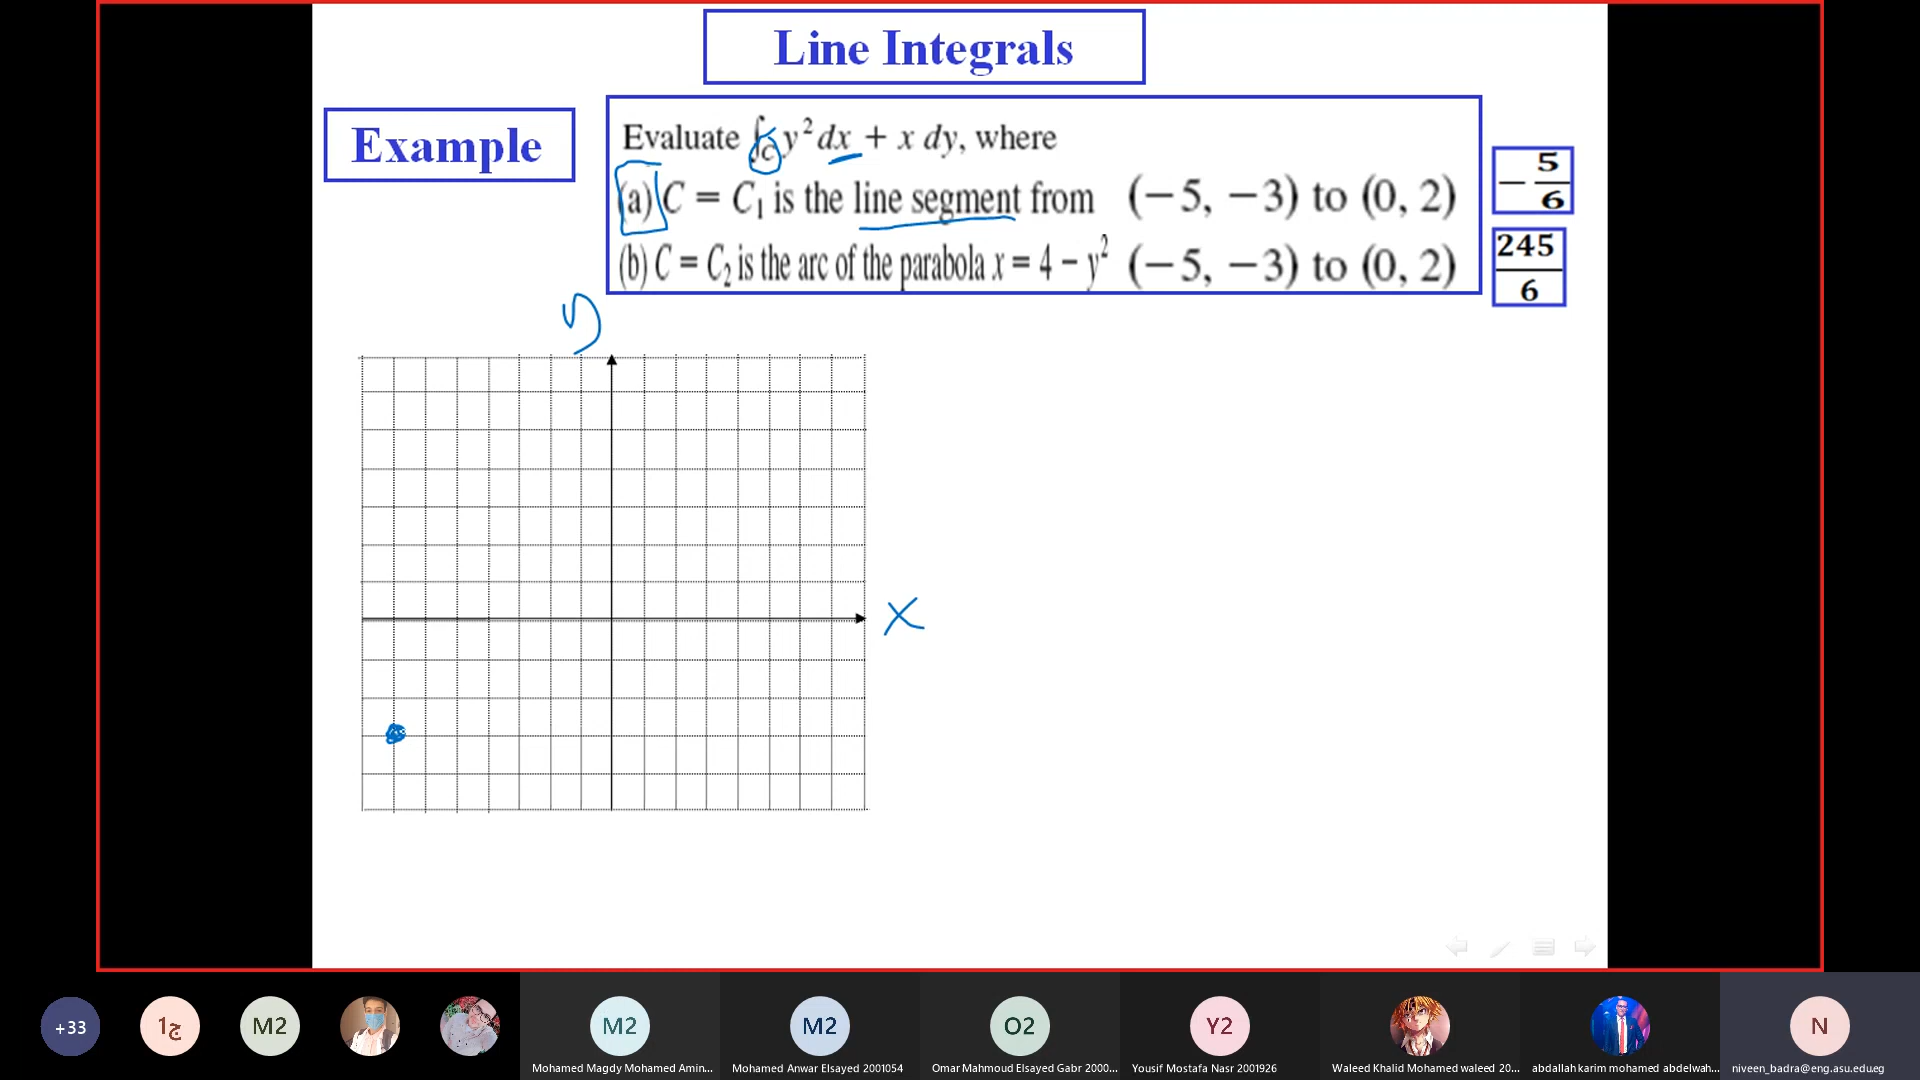 Line Integrals
Example
Evaluate ∫C y² dx + x dy, where
(a) C = C₁ is the line segment from (−5, −3) to (0, 2)
(b) C = C₂ is the arc of the parabola x = 4 − y² (−5, −3) to (0, 2)
−5/6
245/6
y
x
+33
ج1
M2
M2
M2
O2
Y2
N
Mohamed Magdy Mohamed Amin...
Mohamed Anwar Elsayed 2001054
Omar Mahmoud Elsayed Gabr 2000...
Yousif Mostafa Nasr 2001926
Waleed Khalid Mohamed waleed 20...
abdallah karim mohamed abdelwah...
niveen_badra@eng.asu.edu.eg